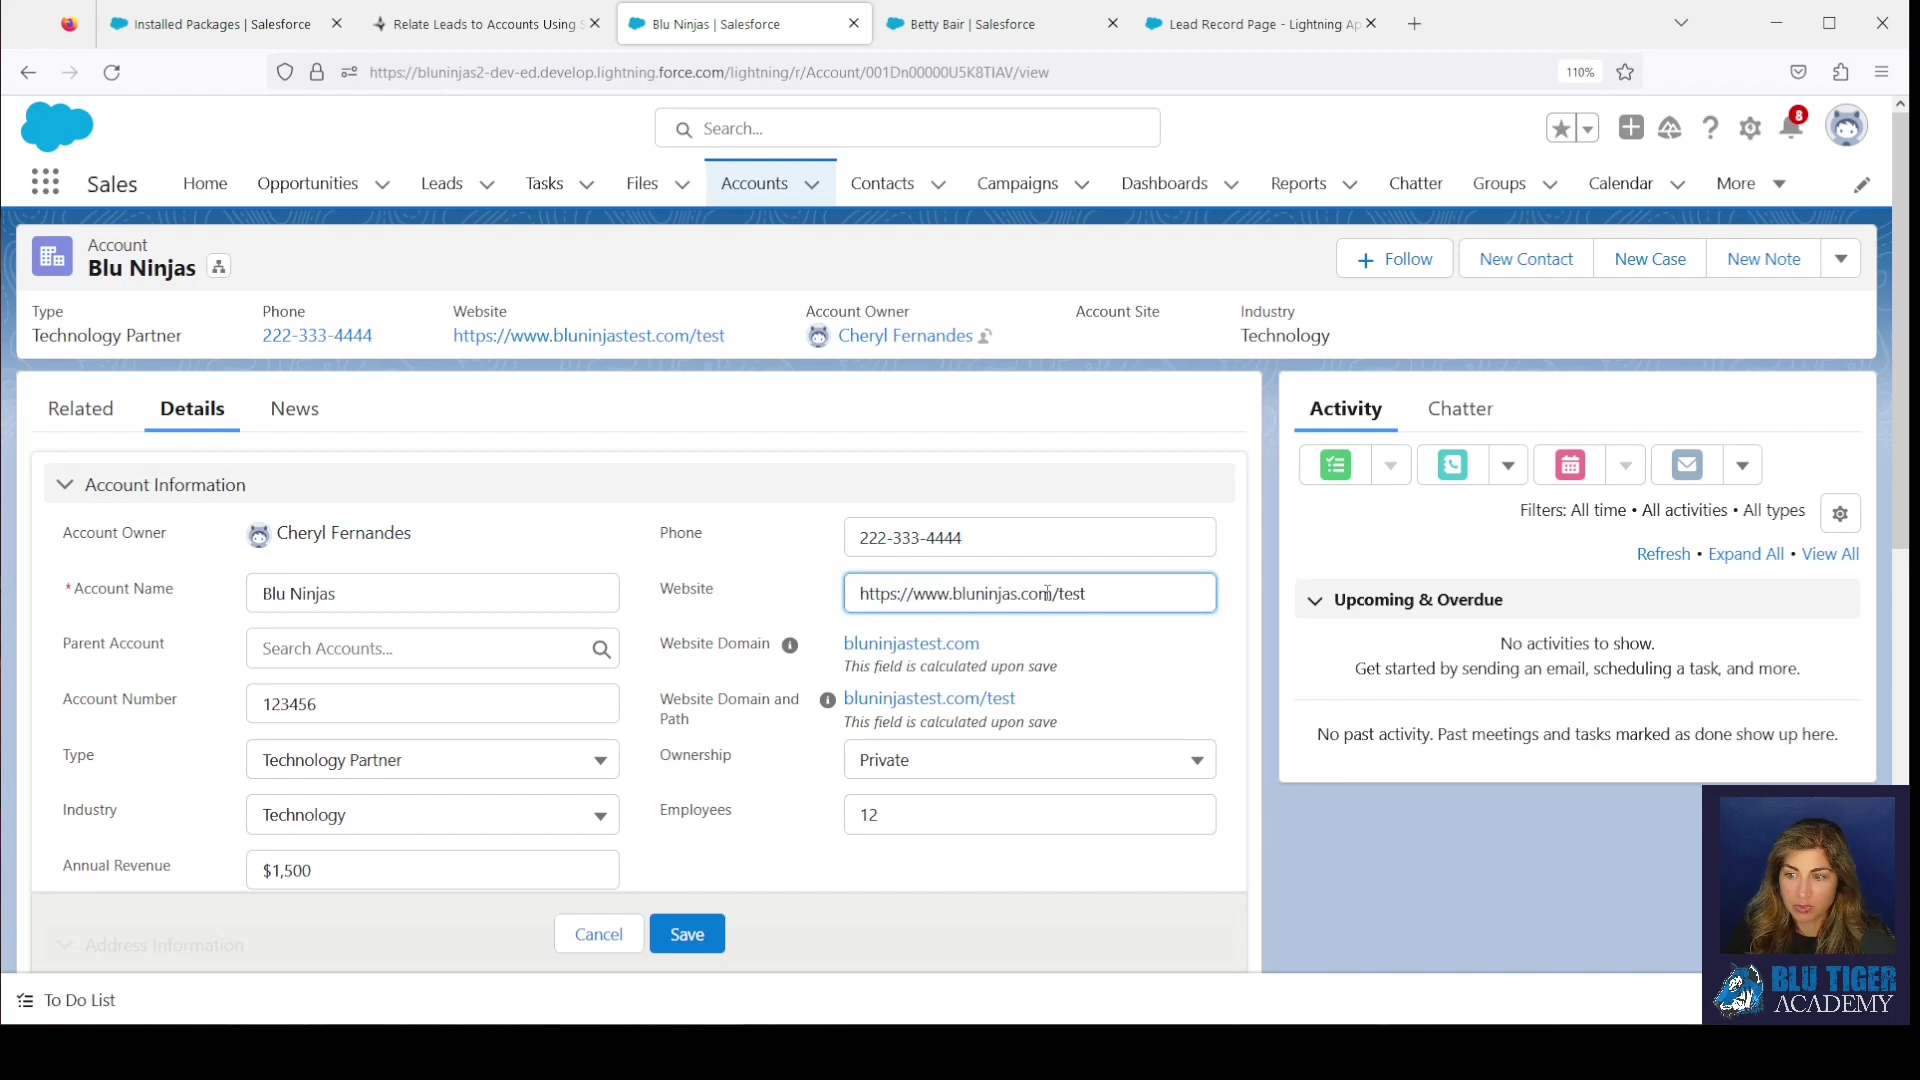 Installed Packages | Salesforce
Relate Leads to Accounts Using
Blu Ninjas | Salesforce
Betty Bair | Salesforce
Lead Record Page - Lightning Ap
https://bluninjas2-dev-ed.develop.lightning.force.com/lightning/r/Account/001Dn00000U5K8TIAV/view
110%
Search...
8
Sales
Home
Opportunities
Leads
Tasks
Files
Accounts
Contacts
Campaigns
Dashboards
Reports
Chatter
Groups
Calendar
More
Account
Blu Ninjas
Follow
New Contact
New Case
New Note
Type
Technology Partner
Phone
222-333-4444
Website
https://www.bluninjastest.com/test
Account Owner
Cheryl Fernandes
Account Site
Industry
Technology
Related
Details
News
Account Information
Account Owner
Cheryl Fernandes
Phone
222-333-4444
*Account Name
Blu Ninjas
Website
https://www.bluninjas.com/test
Parent Account
Search Accounts...
Website Domain
bluninjastest.com
This field is calculated upon save
Account Number
123456
Website Domain and
Path
bluninjastest.com/test
This field is calculated upon save
Type
Technology Partner
Ownership
Private
Industry
Technology
Employees
12
Annual Revenue
$1,500
Address Information
Cancel
Save
Activity
Chatter
Filters: All time • All activities • All types
Refresh • Expand All • View All
Upcoming & Overdue
No activities to show.
Get started by sending an email, scheduling a task, and more.
No past activity. Past meetings and tasks marked as done show up here.
To Do List
BLU TIGER
ACADEMY